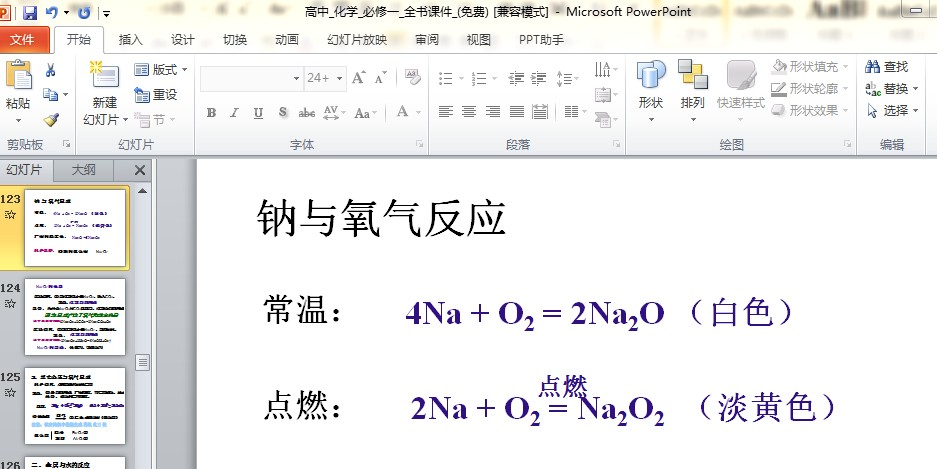 高中_化学_必修一_全书课件_(免费) [兼容模式] - Microsoft PowerPoint
文件 开始 插入 设计 切换 动画 幻灯片放映 审阅 视图 PPT助手
粘贴 新建 幻灯片 版式 重设 节 24 形状 排列 快速样式 形状填充 形状轮廓 形状效果 查找 替换 选择
剪贴板 幻灯片 字体 段落 绘图 编辑
幻灯片 大纲
123
124
125
126
钠与氧气反应
常温： 4Na + O₂ = 2Na₂O （白色）
点燃
点燃： 2Na + O₂ = Na₂O₂ （淡黄色）